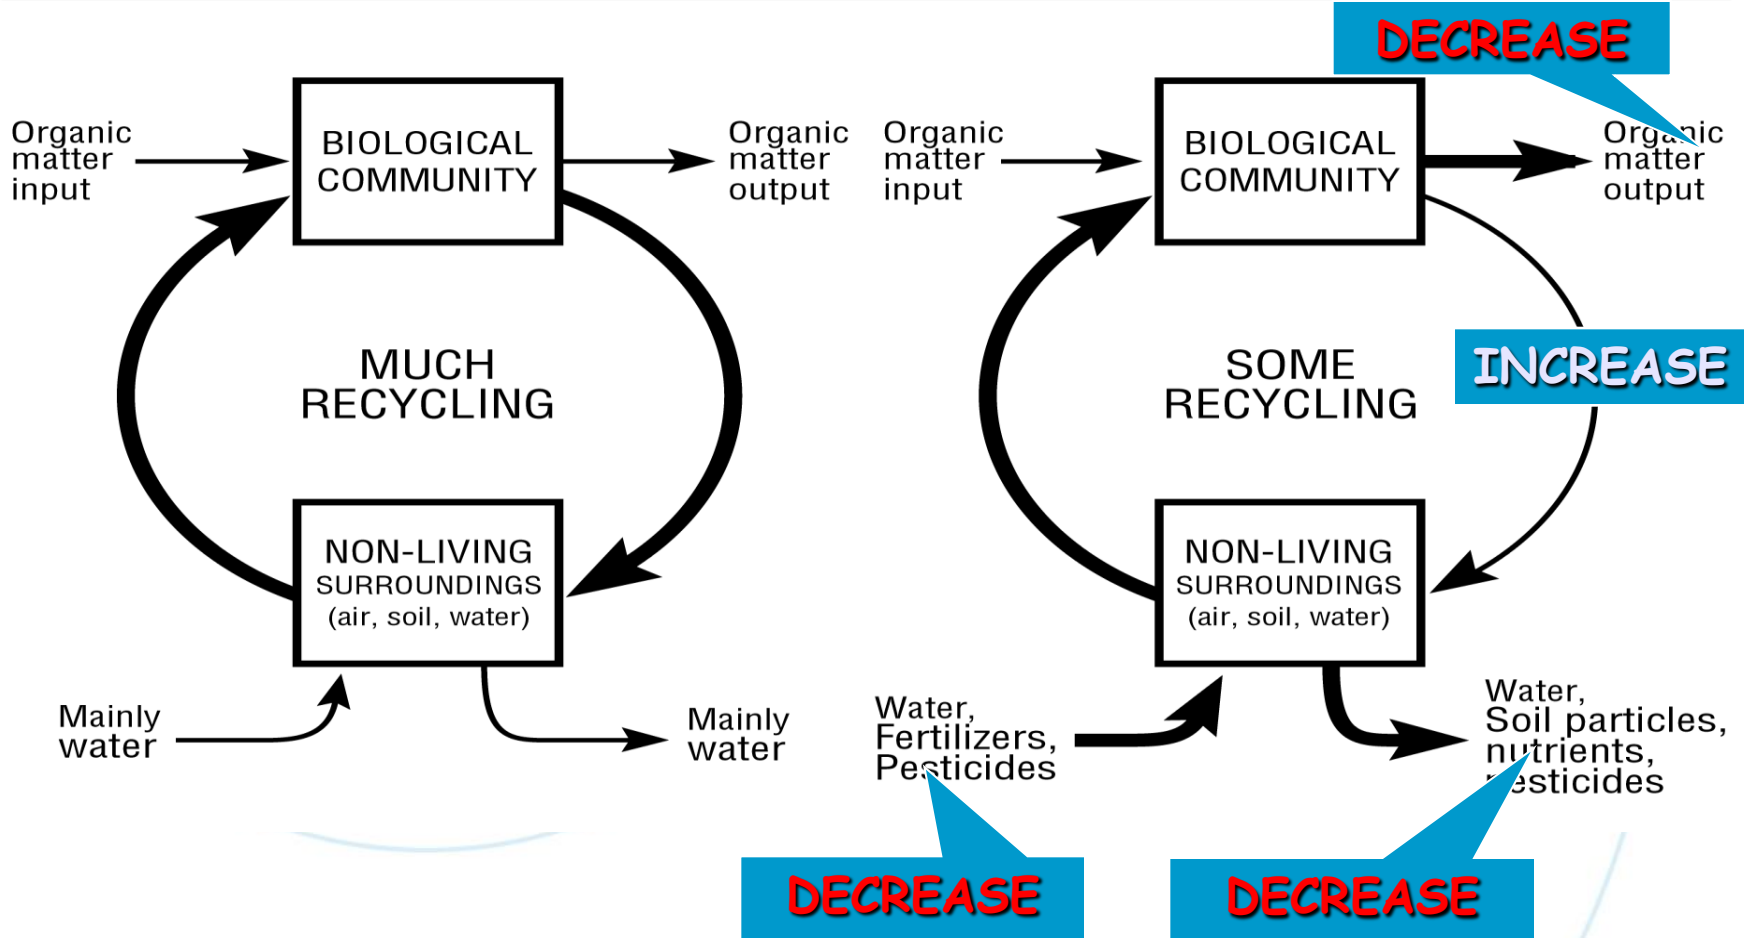 Organic
matter
input
BIOLOGICAL
COMMUNITY
Organic
matter
output
MUCH
RECYCLING
NON-LIVING
SURROUNDINGS
(air, soil, water)
Mainly
water
Mainly
water
DECREASE
Organic
matter
input
BIOLOGICAL
COMMUNITY
Organic
matter
output
SOME
RECYCLING
INCREASE
NON-LIVING
SURROUNDINGS
(air, soil, water)
Water,
Fertilizers,
Pesticides
Water,
Soil particles,
nutrients,
pesticides
DECREASE
DECREASE